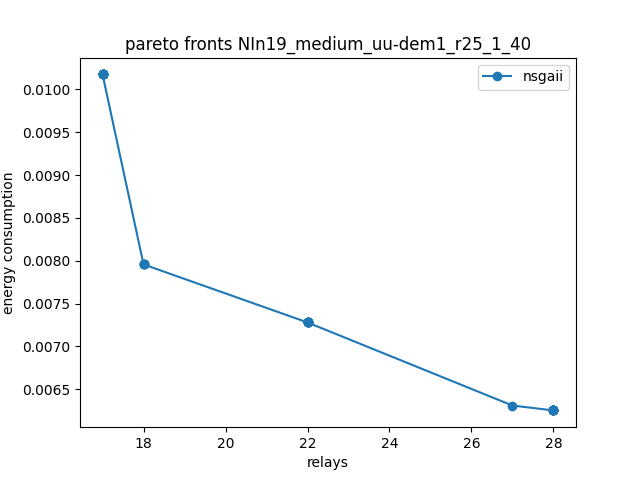 pareto fronts NIn19_medium_uu-dem1_r25_1_40
nsgaii
0.0100
0.0095
0.0090
0.0085
0.0080
0.0075
0.0070
0.0065
energy consumption
18 20 22 24 26 28
relays